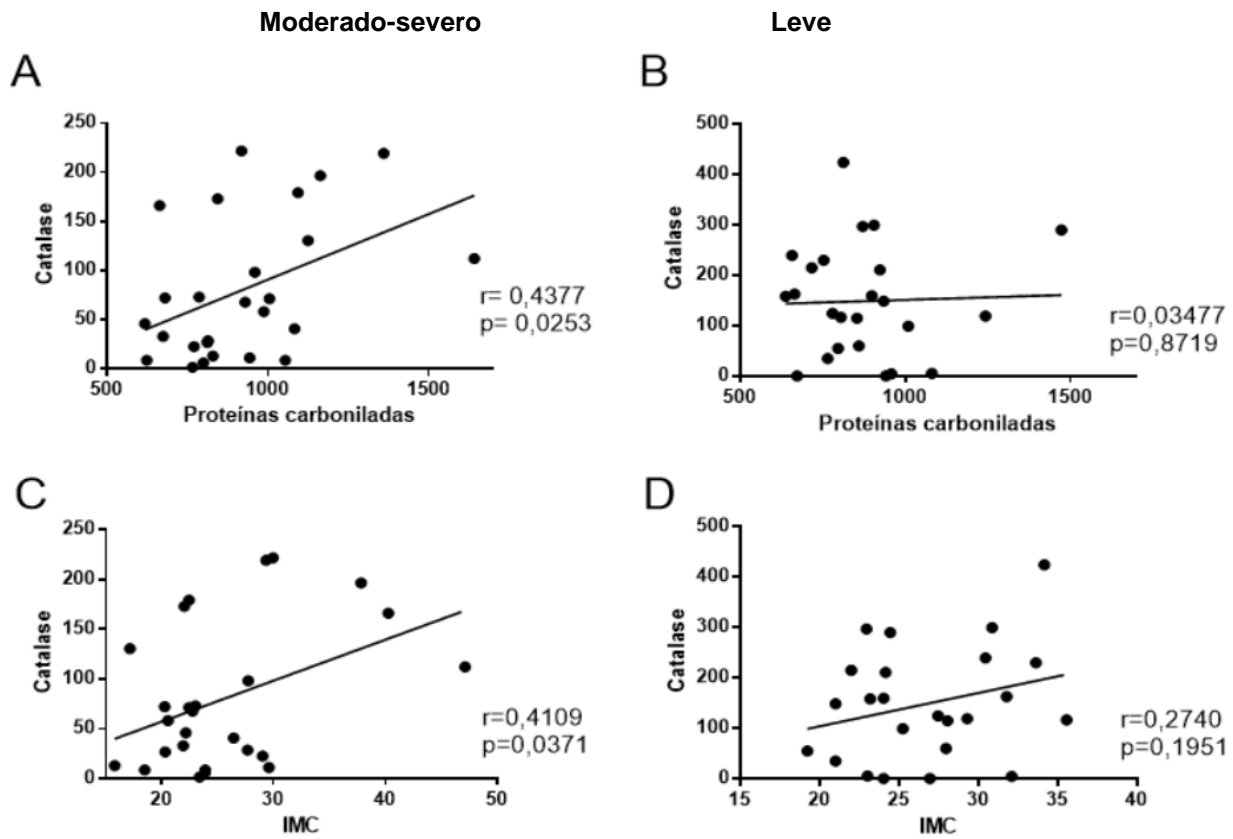 Moderado-severo
Leve
A
250
200
150
100
50
0
Catalase
500
1000
1500
Proteínas carboniladas
r= 0,4377
p= 0,0253
B
500
400
300
200
100
0
Catalase
500
1000
1500
Proteínas carboniladas
r=0,03477
p=0,8719
C
250
200
150
100
50
0
Catalase
20
30
40
50
IMC
r=0,4109
p=0,0371
D
500
400
300
200
100
0
Catalase
15
20
25
30
35
40
IMC
r=0,2740
p=0,1951